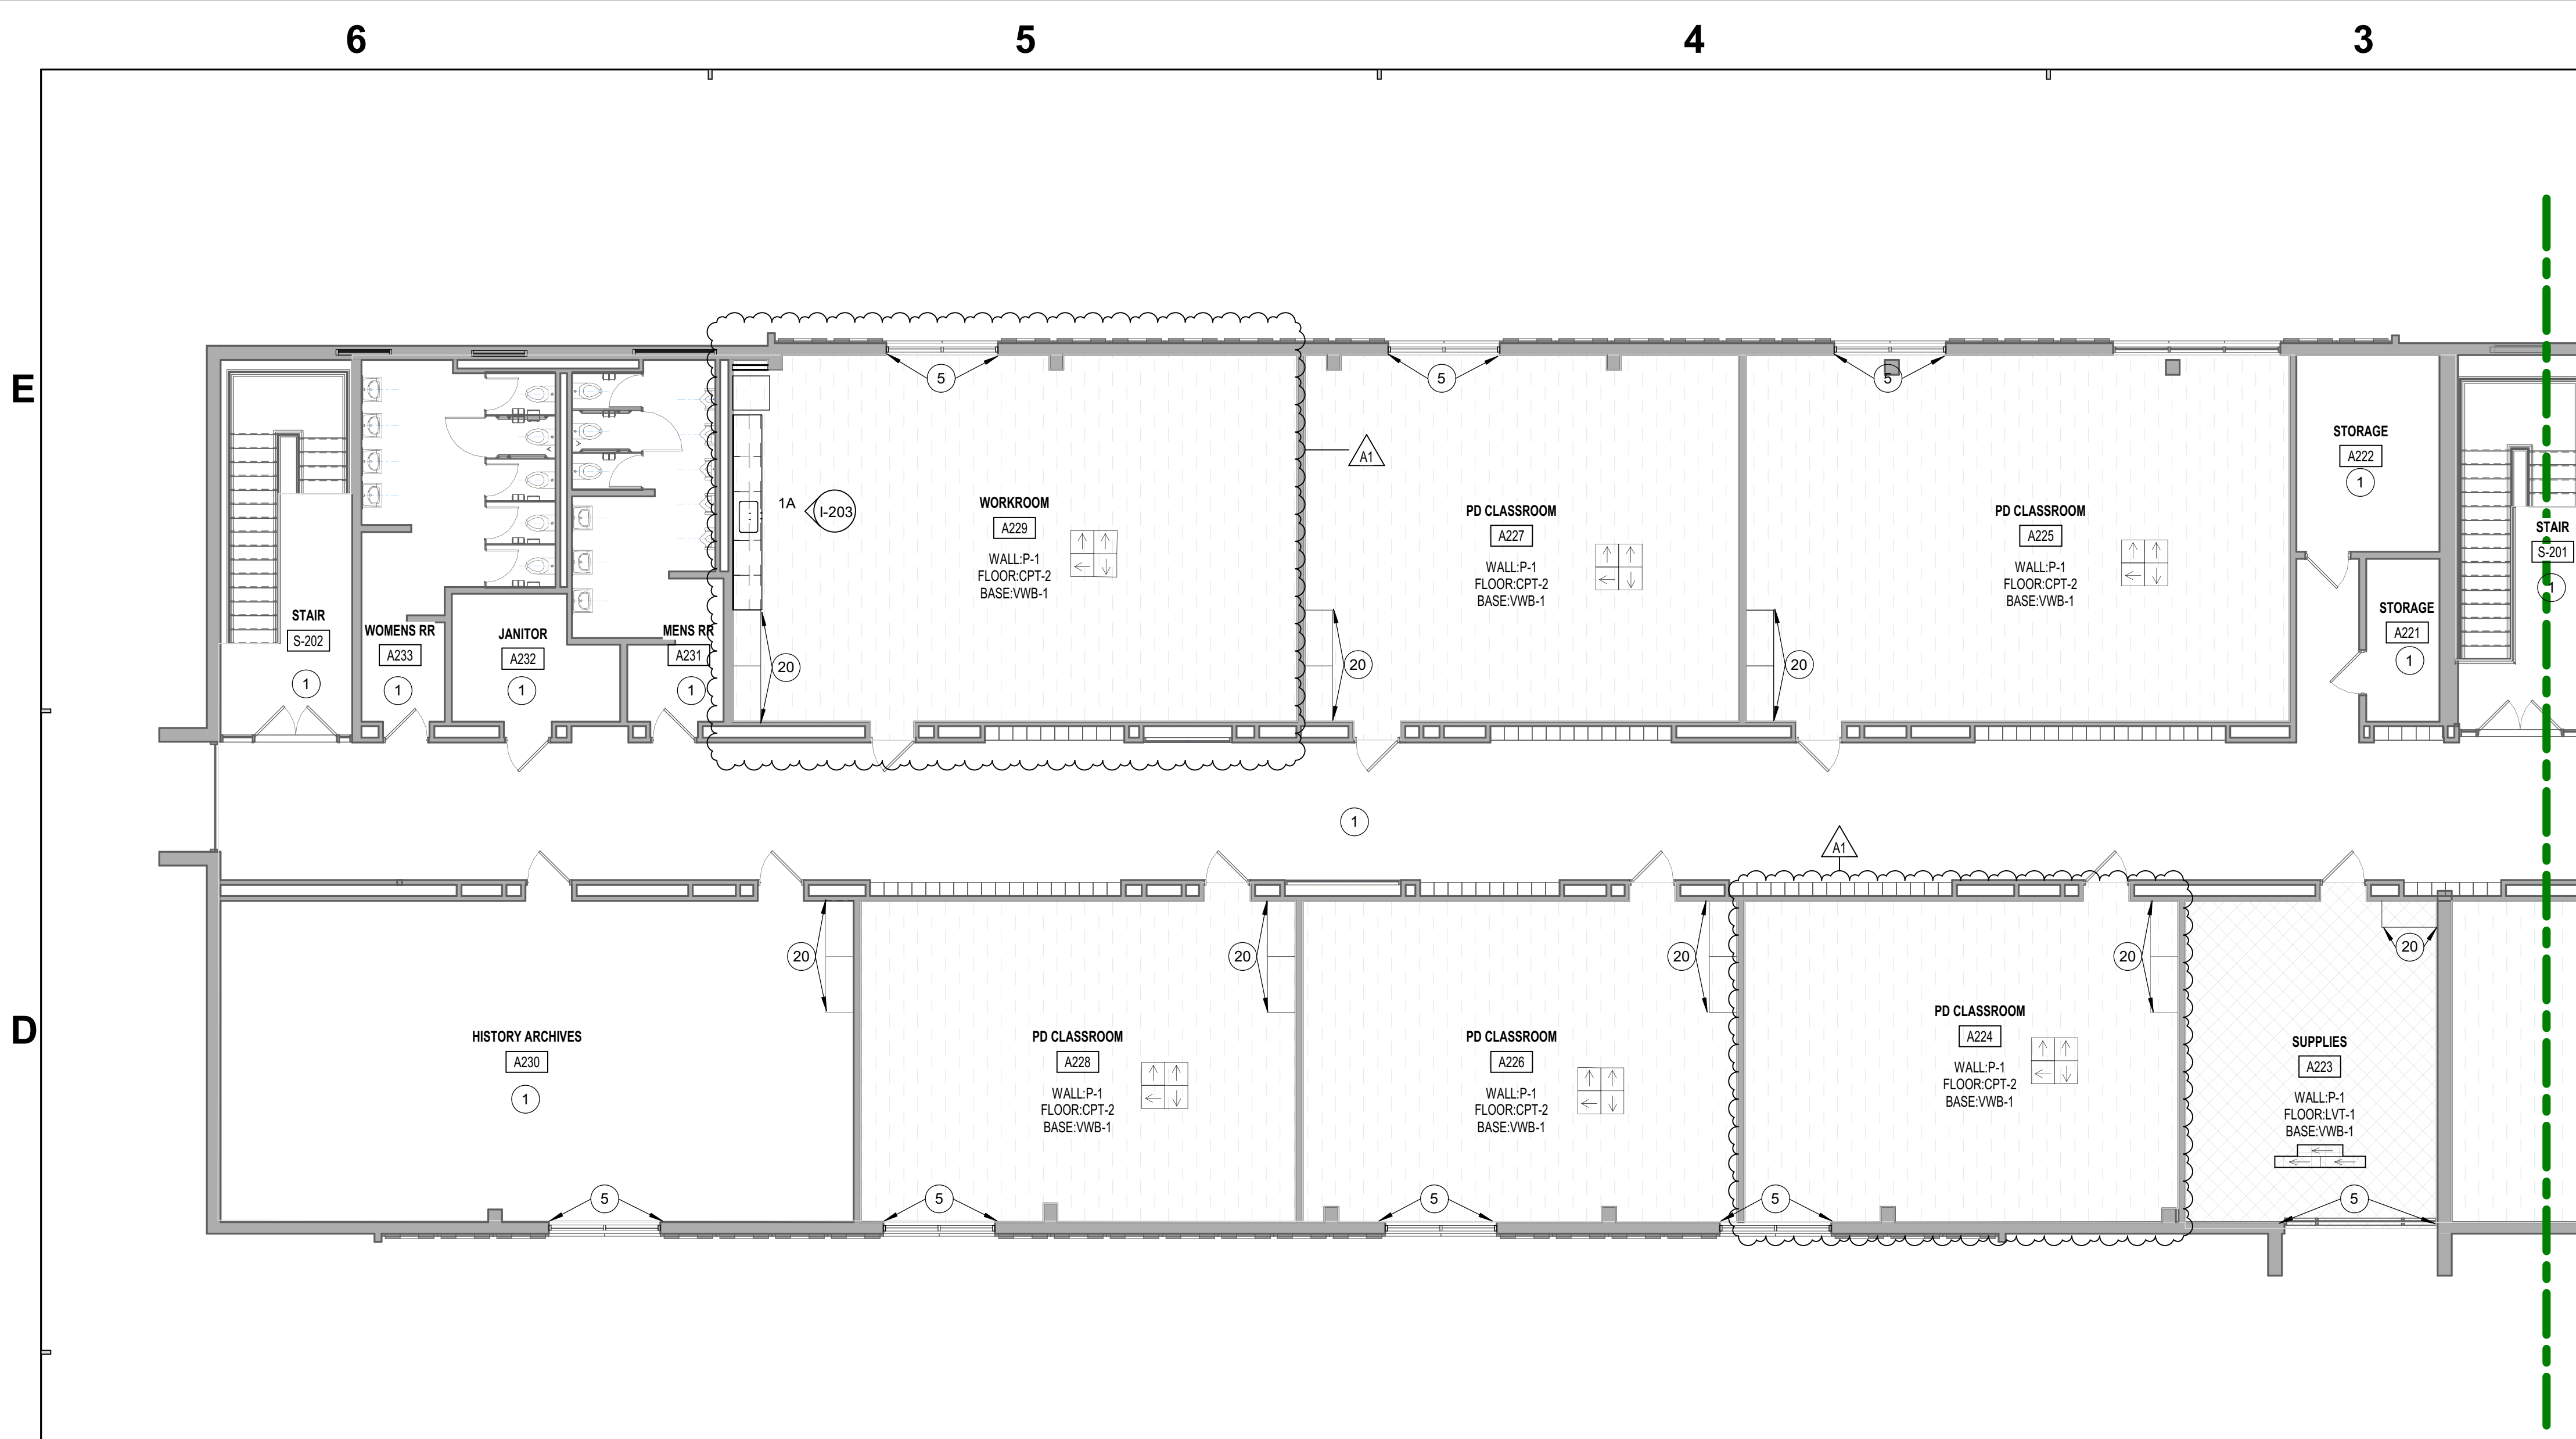 6
5
4
3
E
D
5
5
5
STORAGE
A222
1
A1
1A
I-203
WORKROOM
A229
WALL:P-1
FLOOR:CPT-2
BASE:VWB-1
PD CLASSROOM
A227
WALL:P-1
FLOOR:CPT-2
BASE:VWB-1
PD CLASSROOM
A225
WALL:P-1
FLOOR:CPT-2
BASE:VWB-1
STAIR
S-201
1
STORAGE
A221
1
STAIR
S-202
1
WOMENS RR
A233
1
JANITOR
A232
1
MENS RR
A231
1
20
20
20
1
A1
20
20
20
20
20
HISTORY ARCHIVES
A230
1
PD CLASSROOM
A228
WALL:P-1
FLOOR:CPT-2
BASE:VWB-1
PD CLASSROOM
A226
WALL:P-1
FLOOR:CPT-2
BASE:VWB-1
PD CLASSROOM
A224
WALL:P-1
FLOOR:CPT-2
BASE:VWB-1
SUPPLIES
A223
WALL:P-1
FLOOR:LVT-1
BASE:VWB-1
5
5
5
5
5